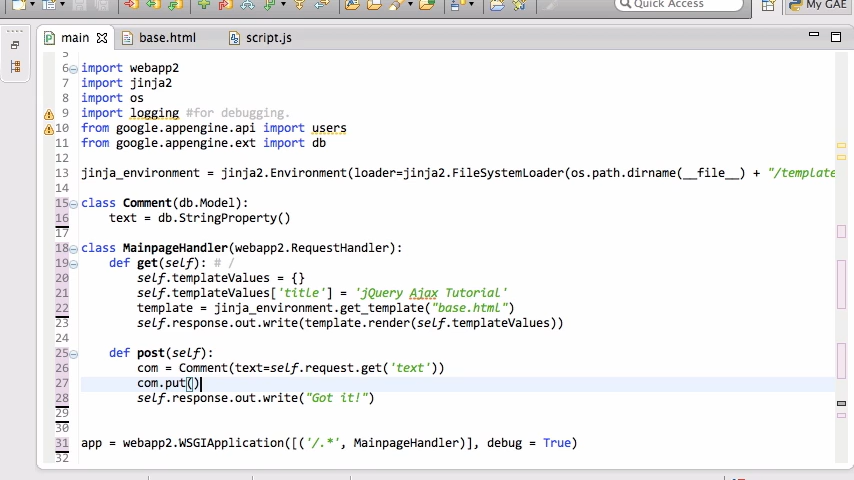 Quick Access
My GAE
main
base.html
script.js
5
6 import webapp2
7 import jinja2
8 import os
9 import logging #for debugging.
10 from google.appengine.api import users
11 from google.appengine.ext import db
12
13 jinja_environment = jinja2.Environment(loader=jinja2.FileSystemLoader(os.path.dirname(__file__) + "/template
14
15 class Comment(db.Model):
16 text = db.StringProperty()
17
18 class MainpageHandler(webapp2.RequestHandler):
19 def get(self): # /
20 self.templateValues = {}
21 self.templateValues['title'] = 'jQuery Ajax Tutorial'
22 template = jinja_environment.get_template("base.html")
23 self.response.out.write(template.render(self.templateValues))
24
25 def post(self):
26 com = Comment(text=self.request.get('text'))
27 com.put()
28 self.response.out.write("Got it!")
29
30
31 app = webapp2.WSGIApplication([('/.*', MainpageHandler)], debug = True)
32